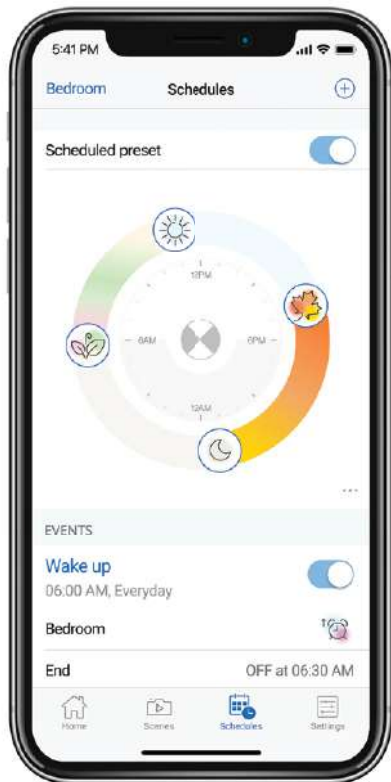 5:41 PM
Bedroom Schedules
Scheduled preset
12PM
6AM 6PM
12AM
EVENTS
Wake up
06:00 AM, Everyday
Bedroom
End OFF at 06:30 AM
Home Scenes Schedules Settings